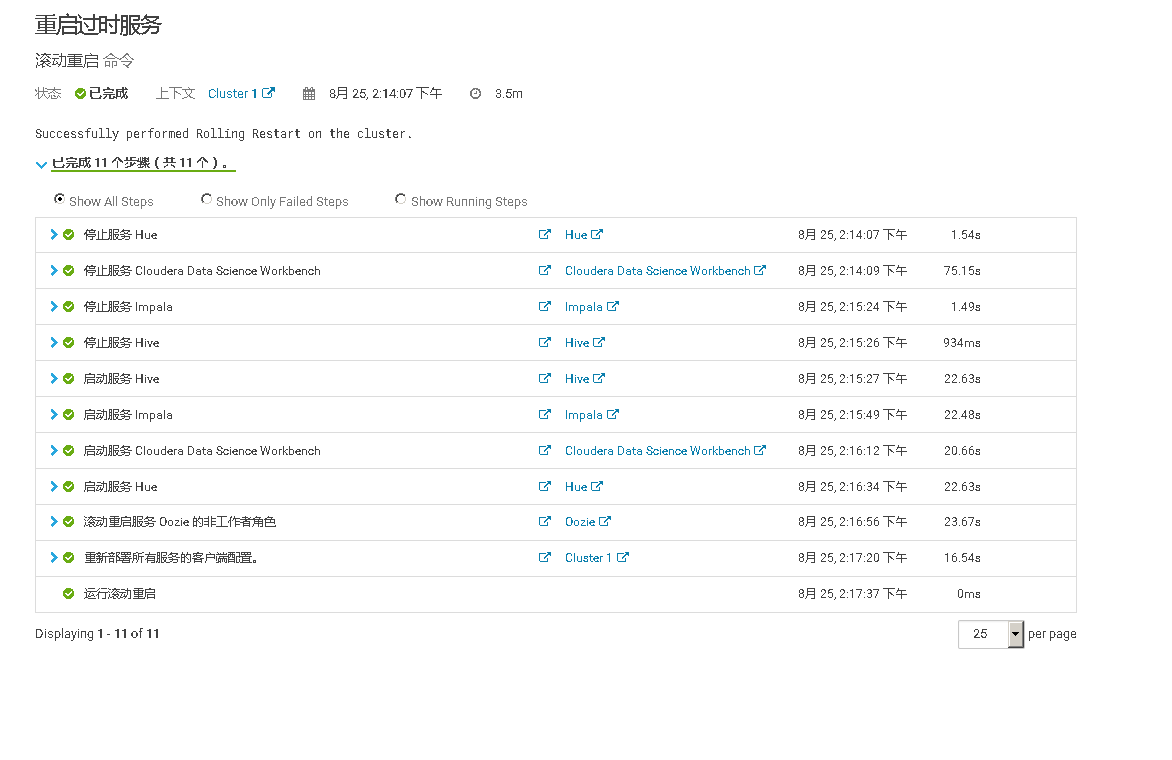 重启过时服务
滚动重启 命令
状态 已完成 上下文 Cluster 1 8月 25, 2:14:07 下午 3.5m
Successfully performed Rolling Restart on the cluster.
已完成 11 个步骤 ( 共 11 个 ) 。
Show All Steps Show Only Failed Steps Show Running Steps
停止服务 Hue Hue 8月 25, 2:14:07 下午 1.54s
停止服务 Cloudera Data Science Workbench Cloudera Data Science Workbench 8月 25, 2:14:09 下午 75.15s
停止服务 Impala Impala 8月 25, 2:15:24 下午 1.49s
停止服务 Hive Hive 8月 25, 2:15:26 下午 934ms
启动服务 Hive Hive 8月 25, 2:15:27 下午 22.63s
启动服务 Impala Impala 8月 25, 2:15:49 下午 22.48s
启动服务 Cloudera Data Science Workbench Cloudera Data Science Workbench 8月 25, 2:16:12 下午 20.66s
启动服务 Hue Hue 8月 25, 2:16:34 下午 22.63s
滚动重启服务 Oozie 的非工作者角色 Oozie 8月 25, 2:16:56 下午 23.67s
重新部署所有服务的客户端配置。 Cluster 1 8月 25, 2:17:20 下午 16.54s
运行滚动重启 8月 25, 2:17:37 下午 0ms
Displaying 1 - 11 of 11 25 per page